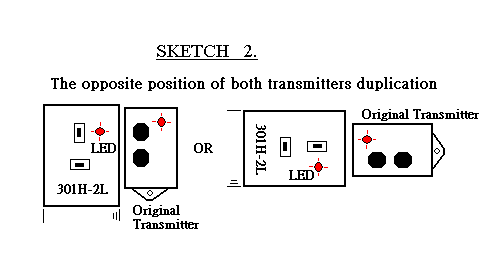 SKETCH 2.
The opposite position of both transmitters duplication
LED
301H-2L
Original
Transmitter
OR
301H-2L
LED
Original Transmitter